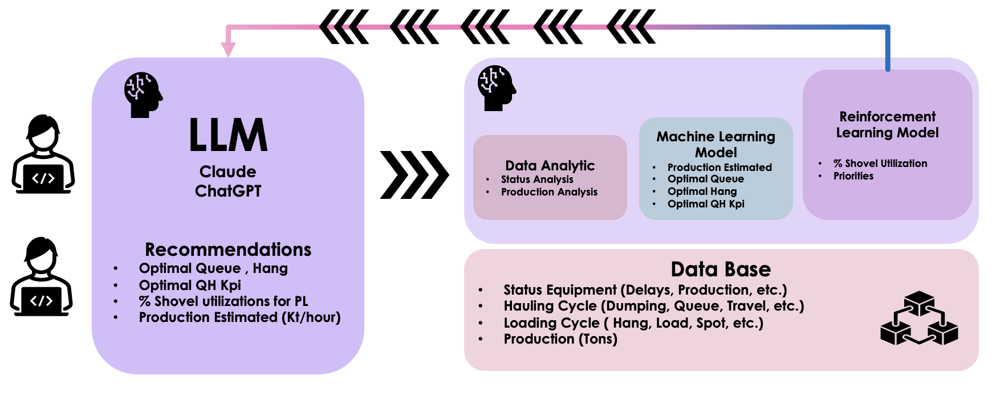 LLM
Claude
ChatGPT
Recommendations
• Optimal Queue , Hang
• Optimal QH Kpi
• % Shovel utilizations for PL
• Production Estimated (Kt/hour)
Data Analytic
• Status Analysis
• Production Analysis
Machine Learning
Model
• Production Estimated
• Optimal Queue
• Optimal Hang
• Optimal QH Kpi
Reinforcement
Learning Model
• % Shovel Utilization
• Priorities
Data Base
• Status Equipment (Delays, Production, etc.)
• Hauling Cycle (Dumping, Queue, Travel, etc.)
• Loading Cycle ( Hang, Load, Spot, etc.)
• Production (Tons)